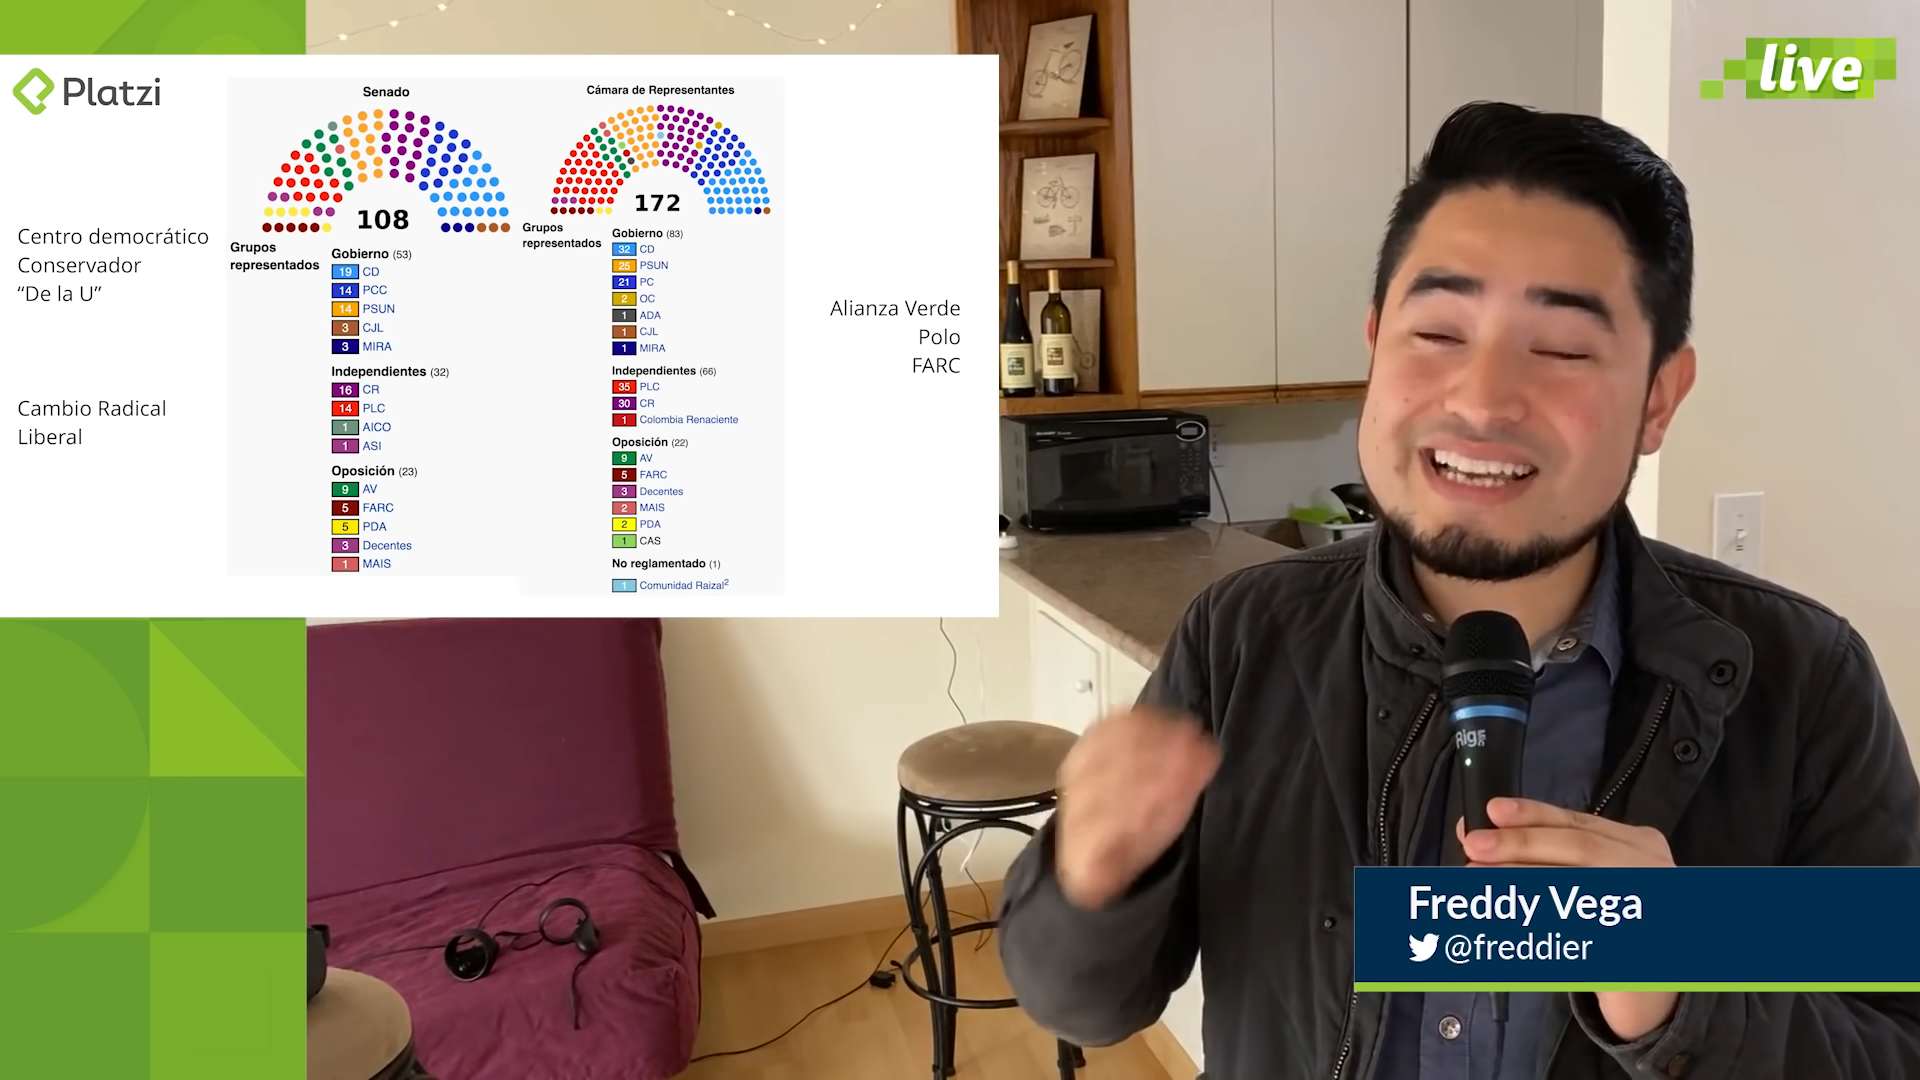 Platzi
live
Senado
108
Grupos
representados
Gobierno (53)
19 CD
14 PCC
14 PSUN
3 CJL
3 MIRA
Independientes (32)
16 CR
14 PLC
1 AICO
1 ASI
Oposición (23)
9 AV
5 FARC
5 PDA
3 Decentes
1 MAIS
Cámara de Representantes
172
Grupos
representados
Gobierno (83)
32 CD
25 PSUN
21 PC
2 OC
1 ADA
1 CJL
1 MIRA
Independientes (66)
35 PLC
30 CR
1 Colombia Renaciente
Oposición (22)
9 AV
5 FARC
3 Decentes
2 MAIS
2 PDA
1 CAS
No reglamentado (1)
1 Comunidad Raizal2
Centro democrático
Conservador
“De la U”
Cambio Radical
Liberal
Alianza Verde
Polo
FARC
Freddy Vega
@freddier